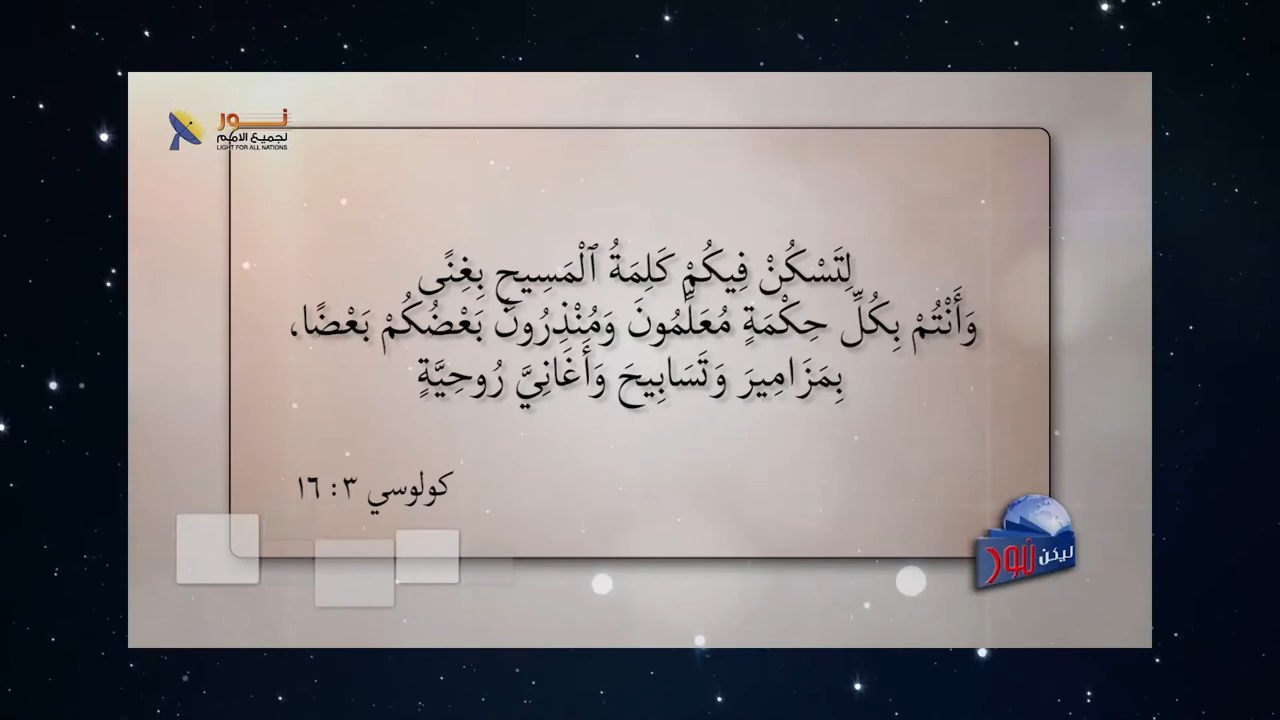 نور
لجميع الامم
LIGHT FOR ALL NATIONS
لِتَسْكُنْ فِيكُمْ كَلِمَةُ ٱلْمَسِيحِ بِغِنًى
وَأَنْتُمْ بِكُلِّ حِكْمَةٍ مُعَلِّمُونَ وَمُنْذِرُونَ بَعْضُكُمْ بَعْضًا،
بِمَزَامِيرَ وَتَسَابِيحَ وَأَغَانِيَّ رُوحِيَّةٍ
كولوسي ٣: ١٦
ليكن نور